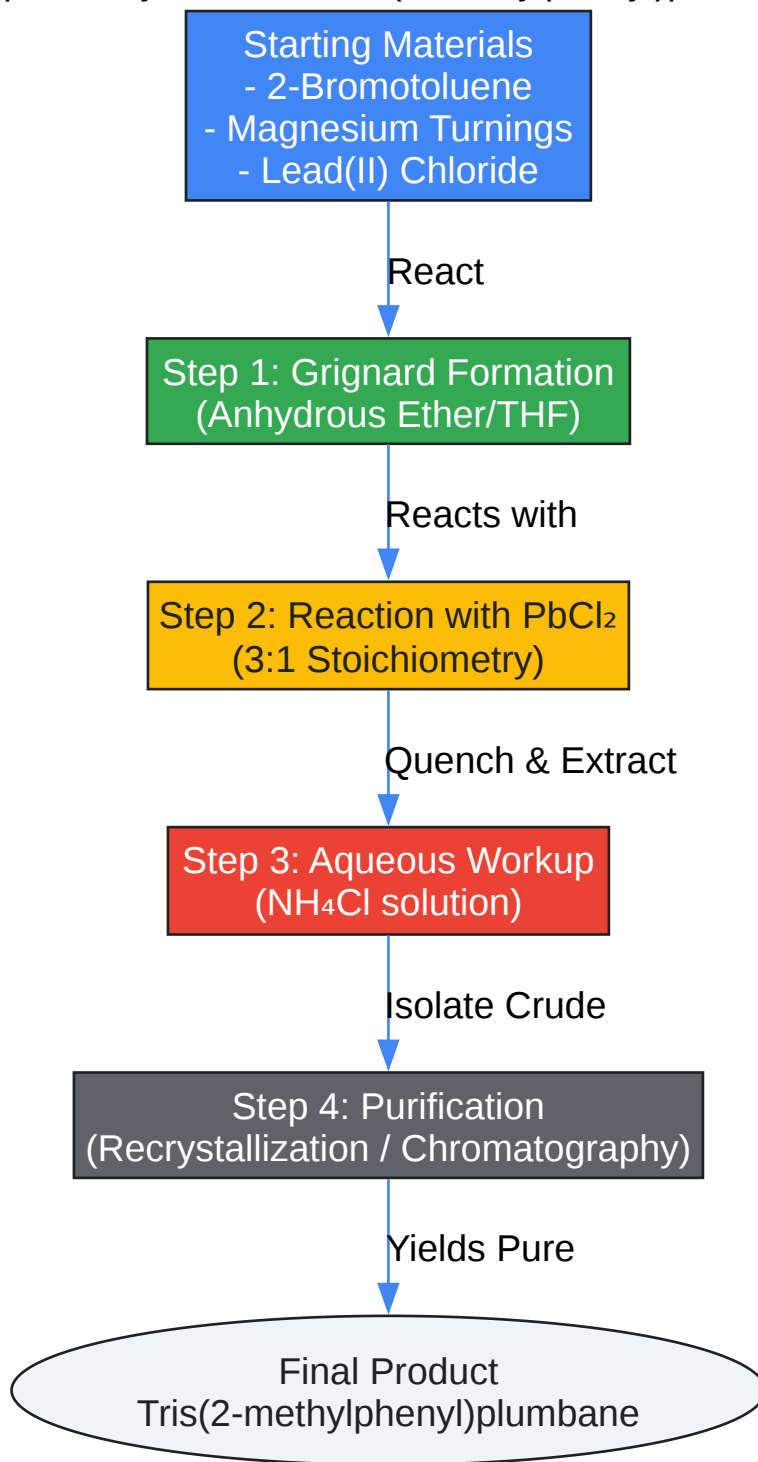 Starting Materials
- 2-Bromotoluene
- Magnesium Turnings
- Lead(II) Chloride
React
Step 1: Grignard Formation
(Anhydrous Ether/THF)
Reacts with
Step 2: Reaction with PbCl₂
(3:1 Stoichiometry)
Quench & Extract
Step 3: Aqueous Workup
(NH₄Cl solution)
Isolate Crude
Step 4: Purification
(Recrystallization / Chromatography)
Yields Pure
Final Product
Tris(2-methylphenyl)plumbane